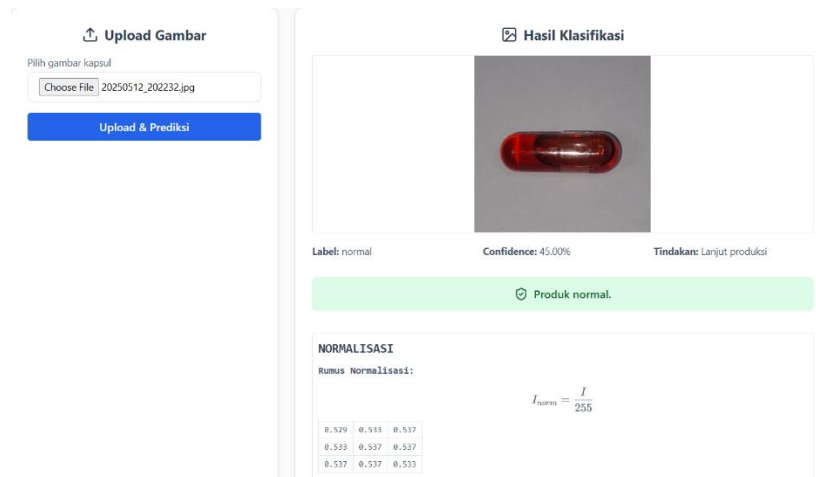 Upload Gambar
Pilih gambar kapsul
Choose File 20250512_202232.jpg
Upload & Prediksi
Hasil Klasifikasi
Label: normal Confidence: 45.00% Tindakan: Lanjut produksi
Produk normal.
NORMALISASI
Rumus Normalisasi:
I_norm = I / 255
0.529 0.533 0.537
0.533 0.537 0.537
0.537 0.537 0.533